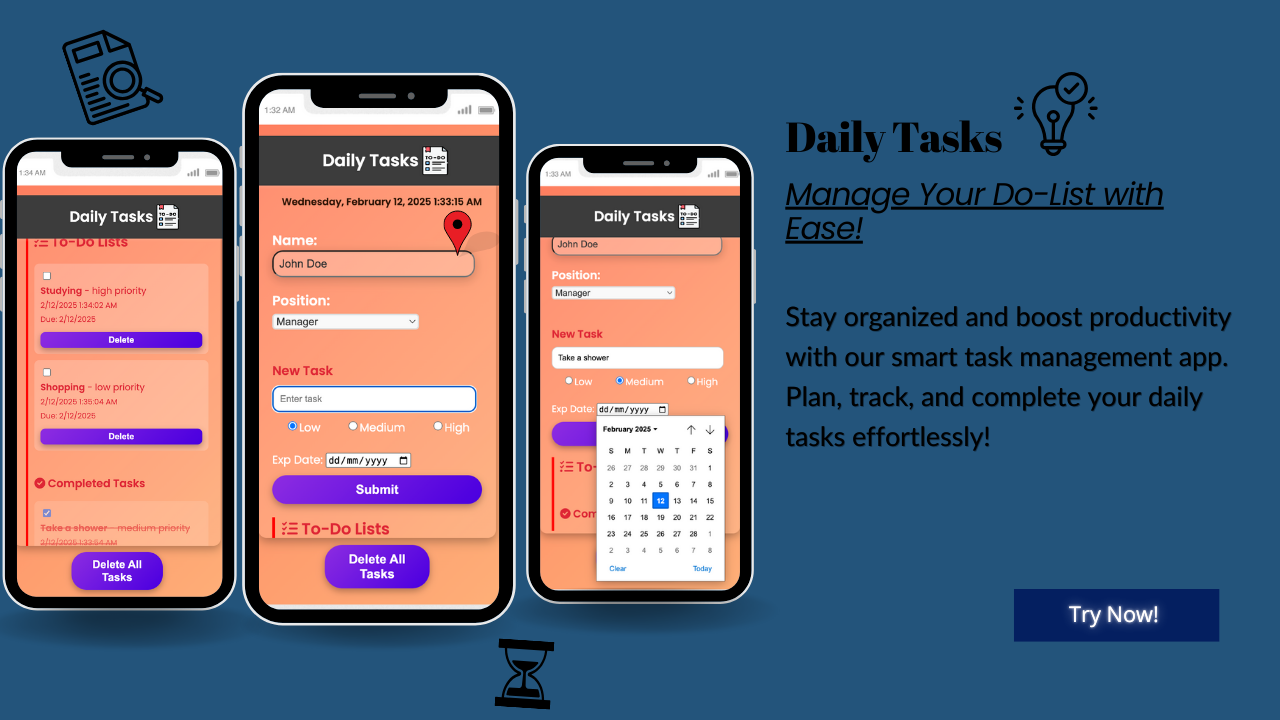 1:34 AM
Daily Tasks
TO-DO
To-Do Lists
Studying - high priority
2/12/2025 1:34:02 AM
Due: 2/12/2025
Delete
Shopping - low priority
2/12/2025 1:35:04 AM
Due: 2/12/2025
Delete
Completed Tasks
Take a shower - medium priority
2/12/2025 1:33:54 AM
Delete All
Tasks
1:32 AM
Daily Tasks
TO-DO
Wednesday, February 12, 2025 1:33:15 AM
Name:
John Doe
Position:
Manager
New Task
Enter task
Low Medium High
Exp Date: dd/mm/yyyy
Submit
To-Do Lists
Delete All
Tasks
1:33 AM
Daily Tasks
TO-DO
John Doe
Position:
Manager
New Task
Take a shower
Low Medium High
Exp Date: dd/mm/yyyy
To-
Com
February 2025
S M T W T F S
26 27 28 29 30 31 1
2 3 4 5 6 7 8
9 10 11 12 13 14 15
16 17 18 19 20 21 22
23 24 25 26 27 28 1
2 3 4 5 6 7 8
Clear Today
Daily Tasks
Manage Your Do-List with
Ease!
Stay organized and boost productivity
with our smart task management app.
Plan, track, and complete your daily
tasks effortlessly!
Try Now!